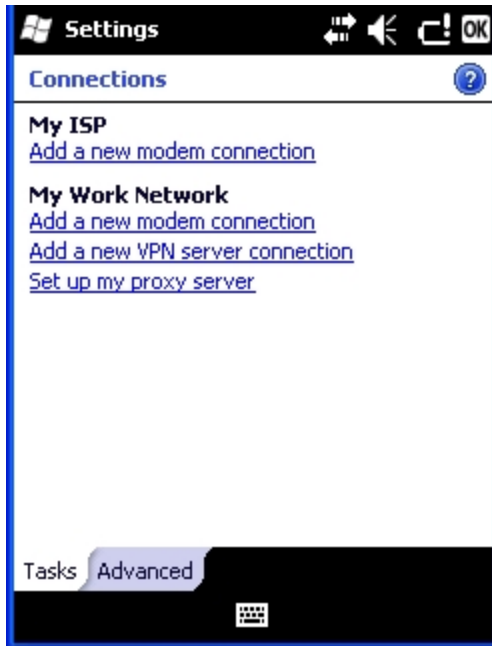 Settings
OK
Connections
?
My ISP
Add a new modem connection
My Work Network
Add a new modem connection
Add a new VPN server connection
Set up my proxy server
Tasks Advanced